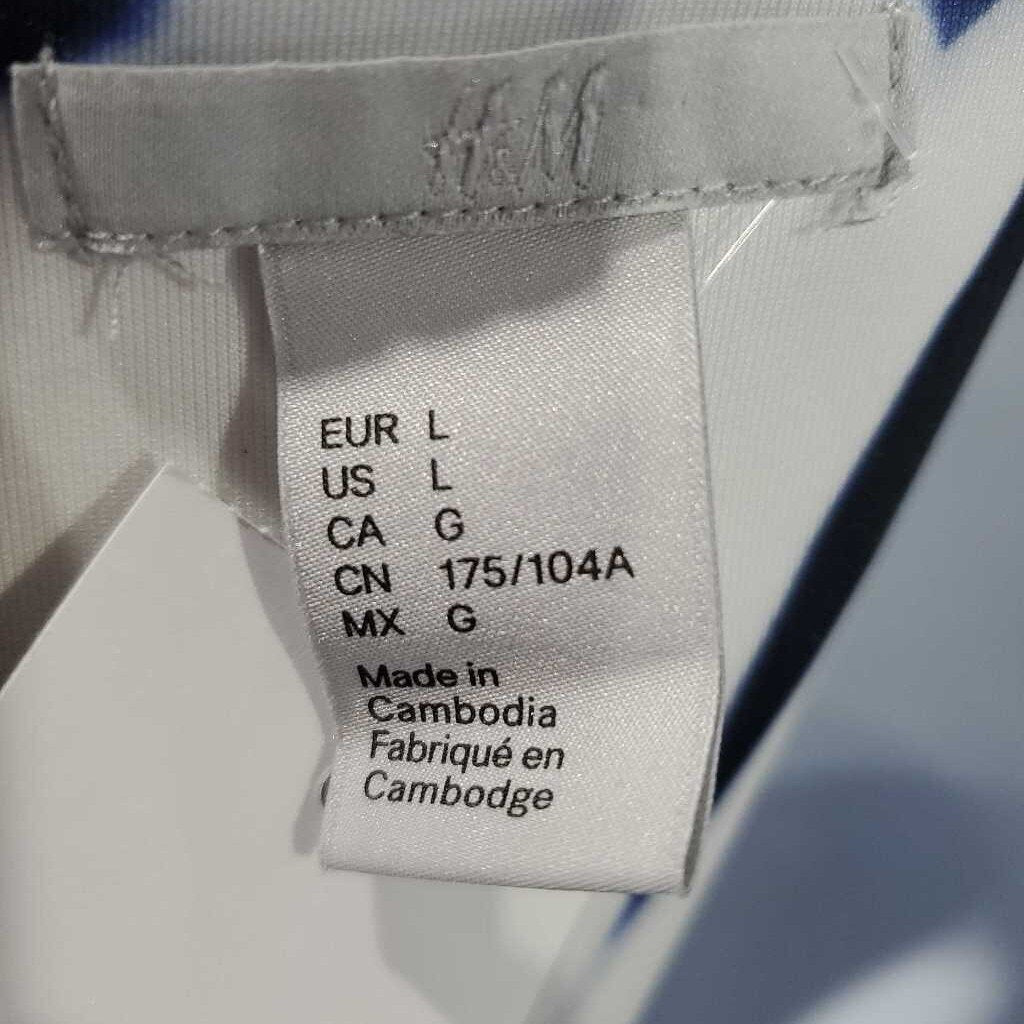 H&M
EUR L
US L
CA G
CN 175/104A
MX G
Made in
Cambodia
Fabriqué en
Cambodge